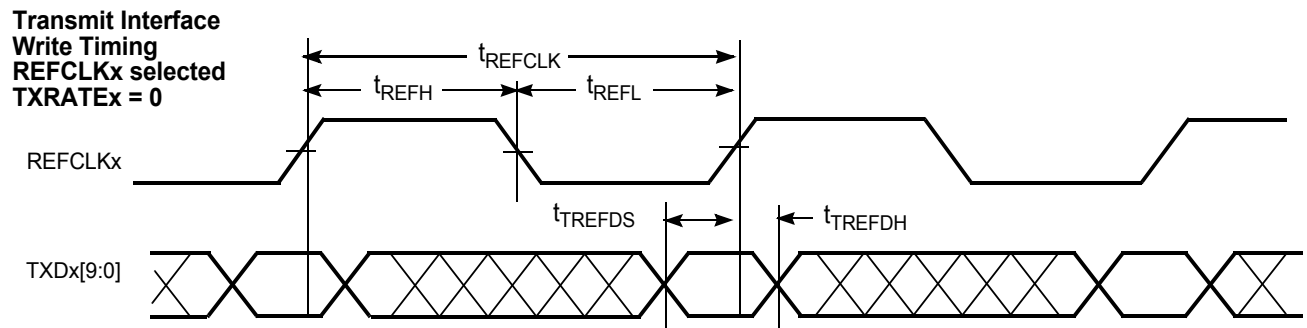 Transmit Interface
Write Timing
REFCLKx selected
TXRATEx = 0
tREFCLK
tREFH
tREFL
REFCLKx
tTREFDS
tTREFDH
TXDx[9:0]